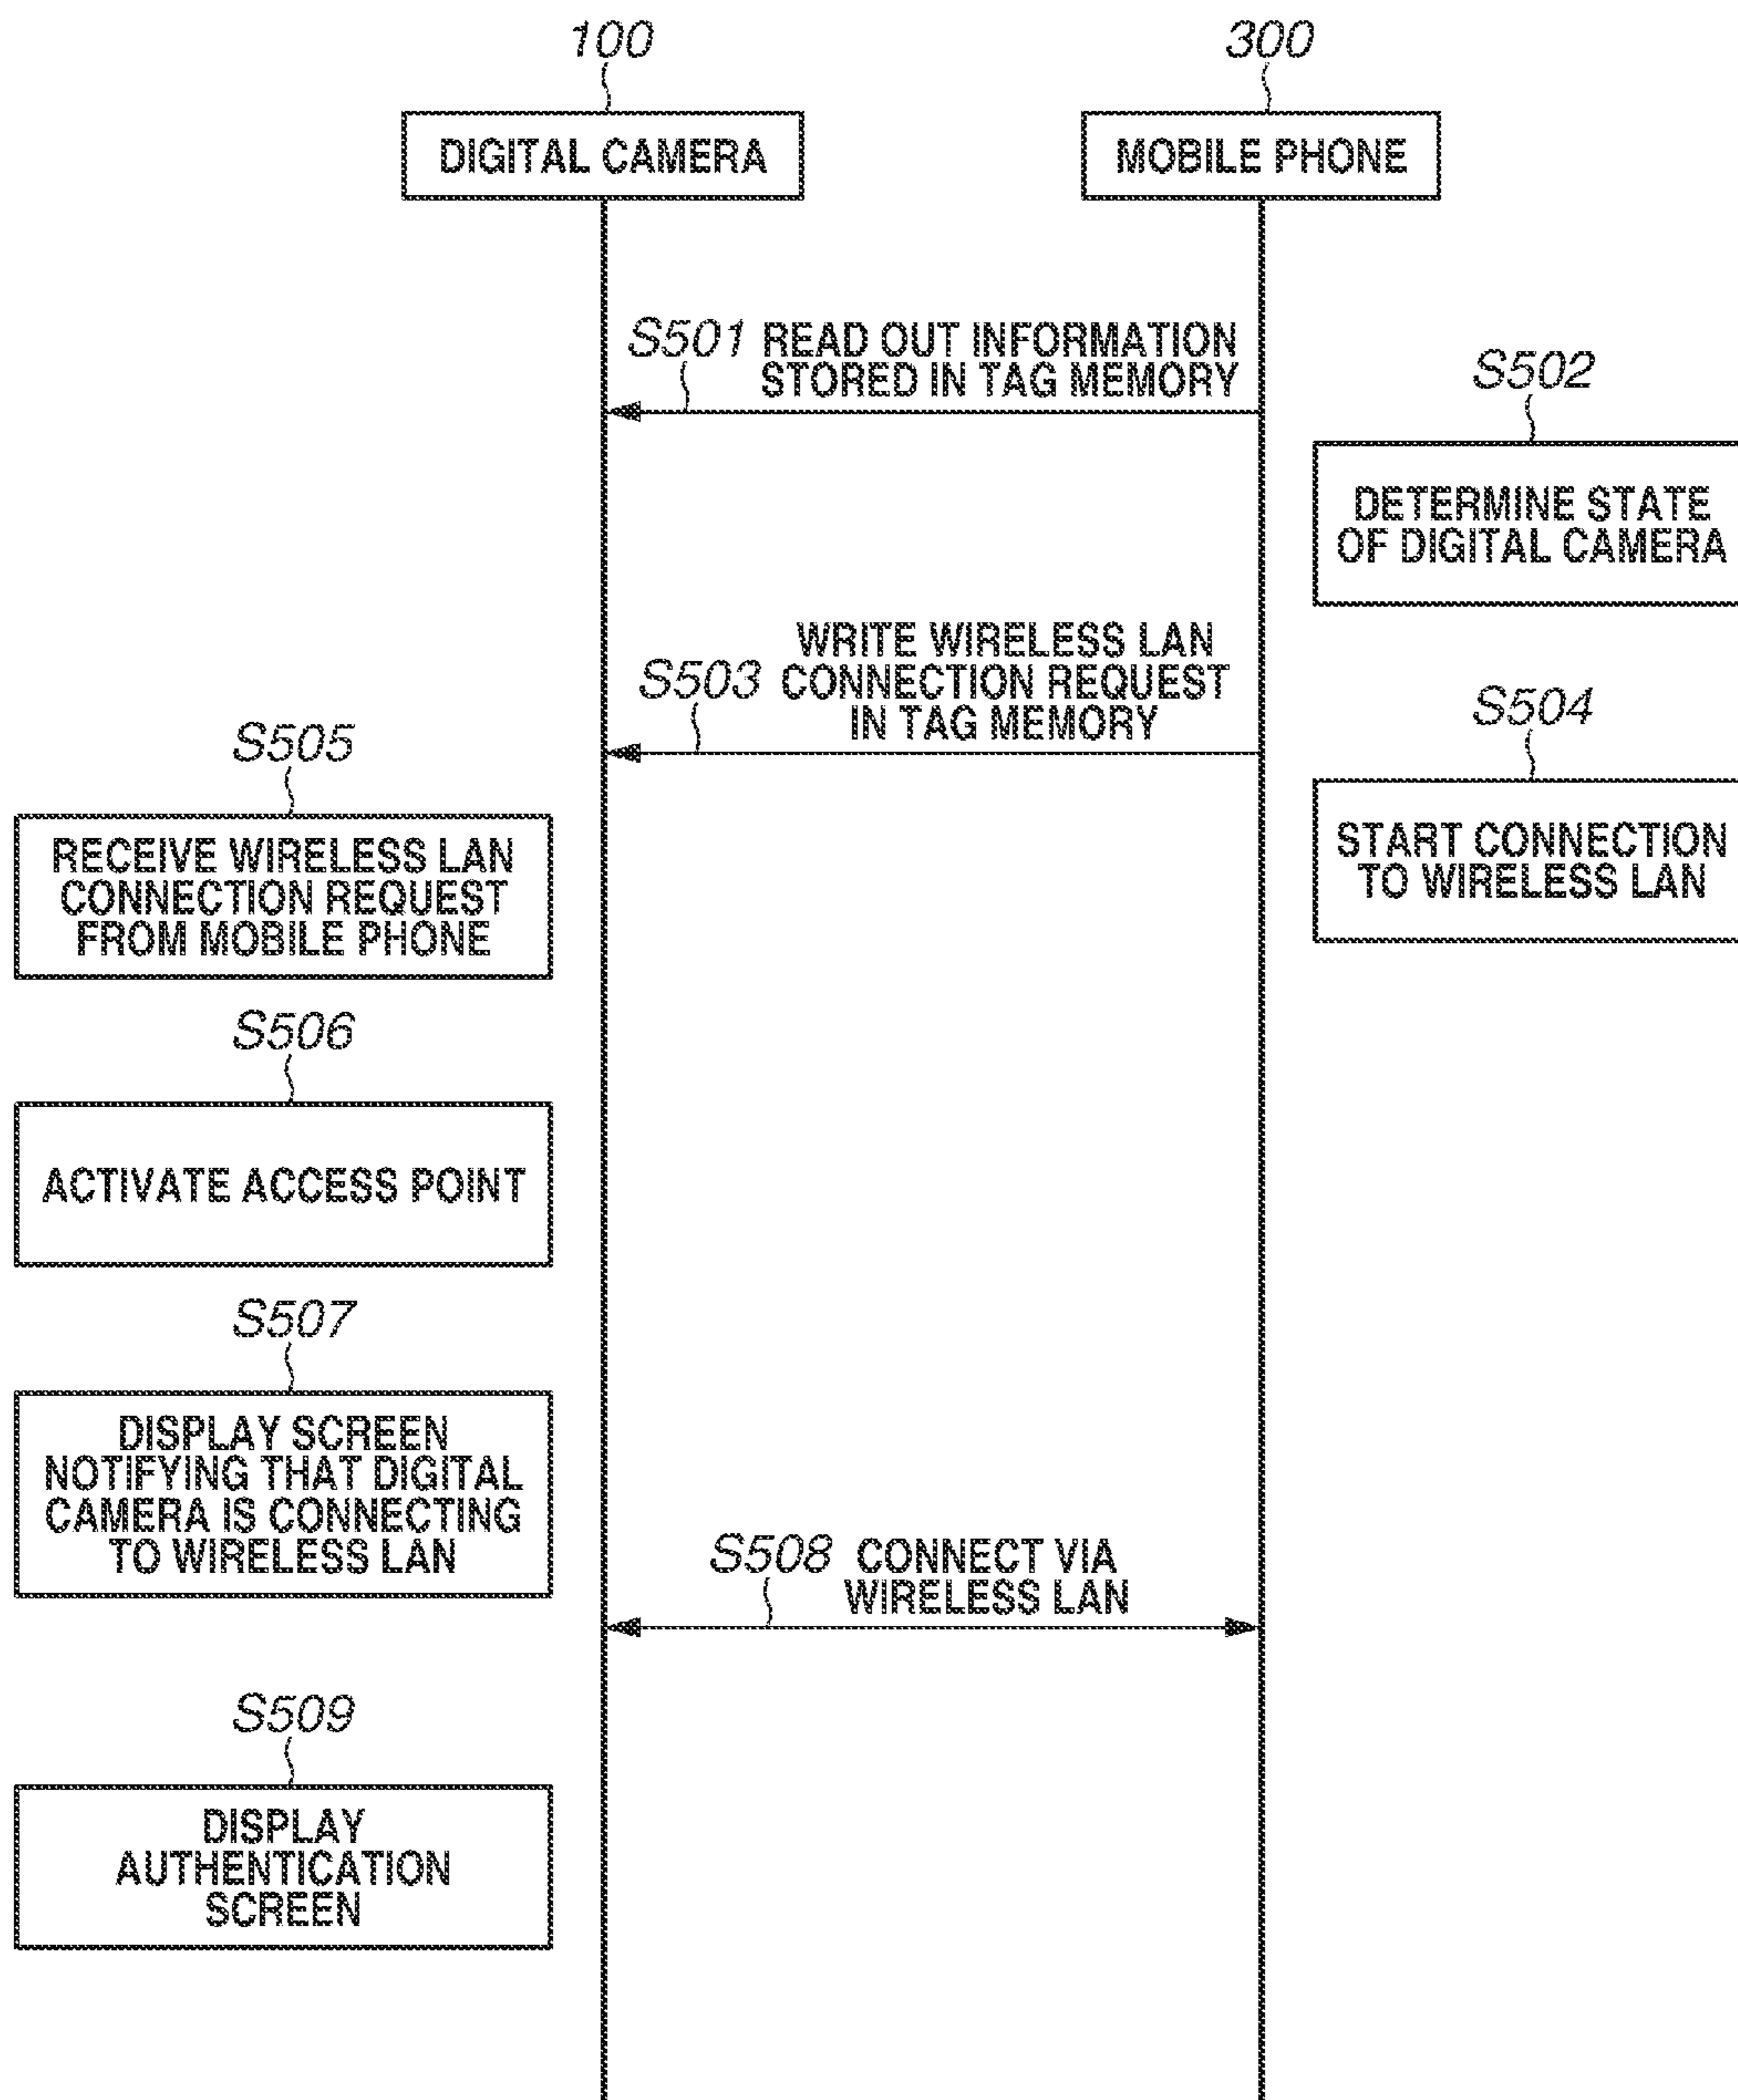 100
300
DIGITAL CAMERA
MOBILE PHONE
S501
READ OUT INFORMATION
STORED IN TAG MEMORY
S502
DETERMINE STATE
OF DIGITAL CAMERA
S503
WRITE WIRELESS LAN
CONNECTION REQUEST
IN TAG MEMORY
S504
START CONNECTION
TO WIRELESS LAN
S505
RECEIVE WIRELESS LAN
CONNECTION REQUEST
FROM MOBILE PHONE
S506
ACTIVATE ACCESS POINT
S507
DISPLAY SCREEN
NOTIFYING THAT DIGITAL
CAMERA IS CONNECTING
TO WIRELESS LAN
S508
CONNECT VIA
WIRELESS LAN
S509
DISPLAY
AUTHENTICATION
SCREEN